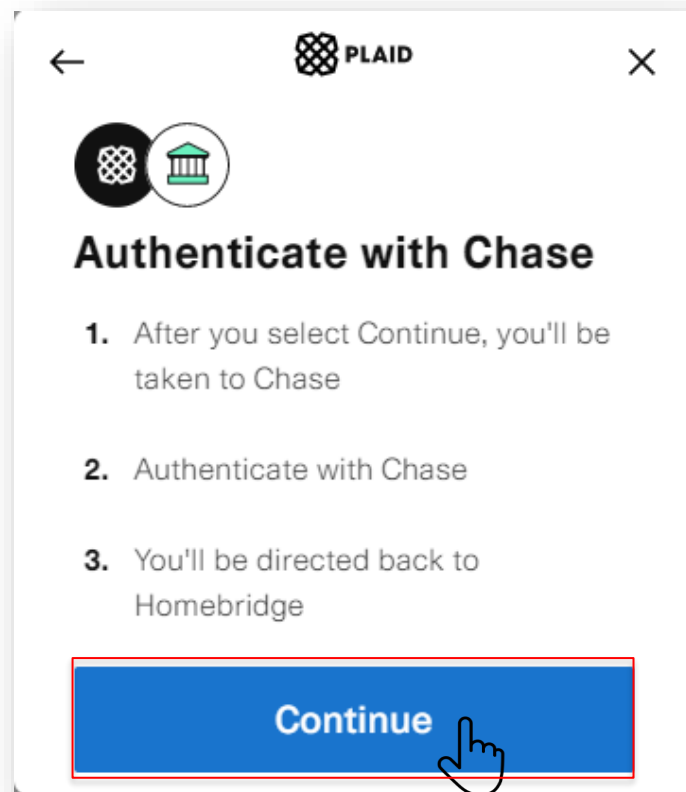 PLAID
Authenticate with Chase
1. After you select Continue, you'll be
taken to Chase
2. Authenticate with Chase
3. You'll be directed back to
Homebridge
Continue